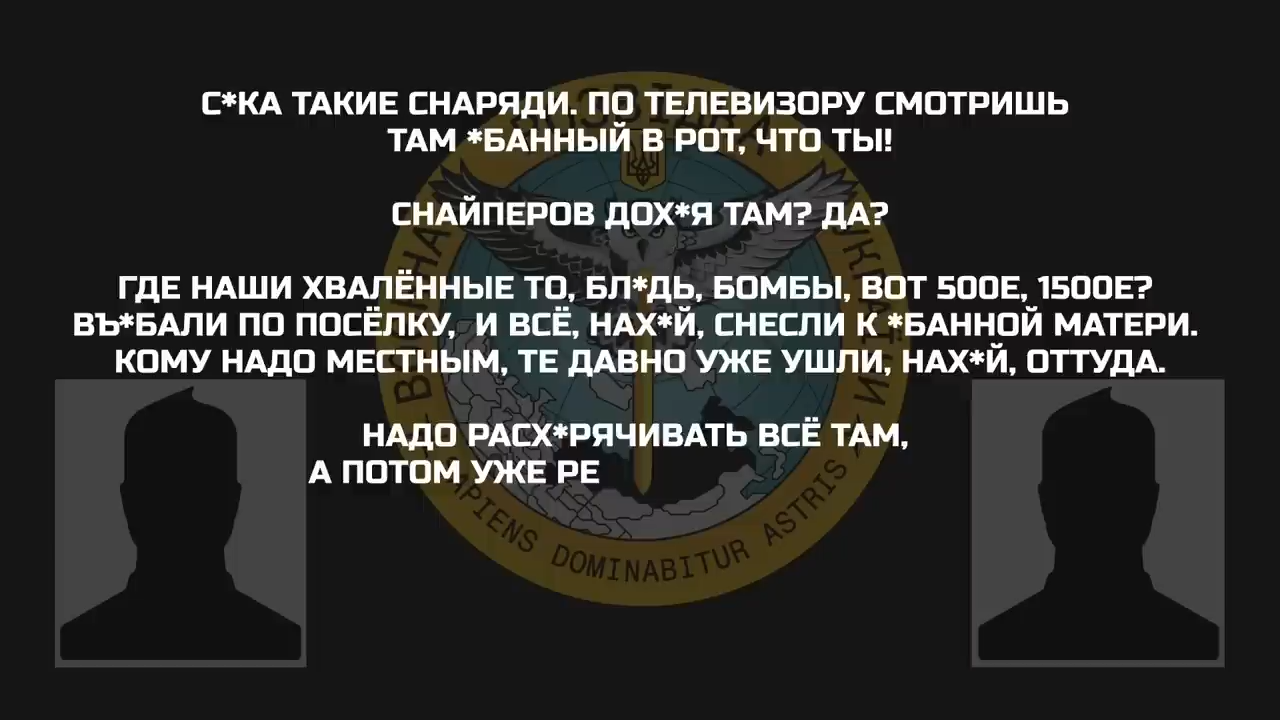 С*КА ТАКИЕ СНАРЯДИ. ПО ТЕЛЕВИЗОРУ СМОТРИШЬ
ТАМ *БАННЫЙ В РОТ, ЧТО ТЫ!
СНАЙПЕРОВ ДОХ*Я ТАМ? ДА?
ГДЕ НАШИ ХВАЛЁННЫЕ ТО, БЛ*ДЬ, БОМБЫ, ВОТ 500Е, 1500Е?
ВЪ*БАЛИ ПО ПОСЁЛКУ, И ВСЁ, НАХ*Й, СНЕСЛИ К *БАННОЙ МАТЕРИ.
КОМУ НАДО МЕСТНЫМ, ТЕ ДАВНО УЖЕ УШЛИ, НАХ*Й, ОТТУДА.
НАДО РАСХ*РЯЧИВАТЬ ВСЁ ТАМ,
А ПОТОМ УЖЕ РЕ
SAPIENS DOMINABITUR ASTRIS